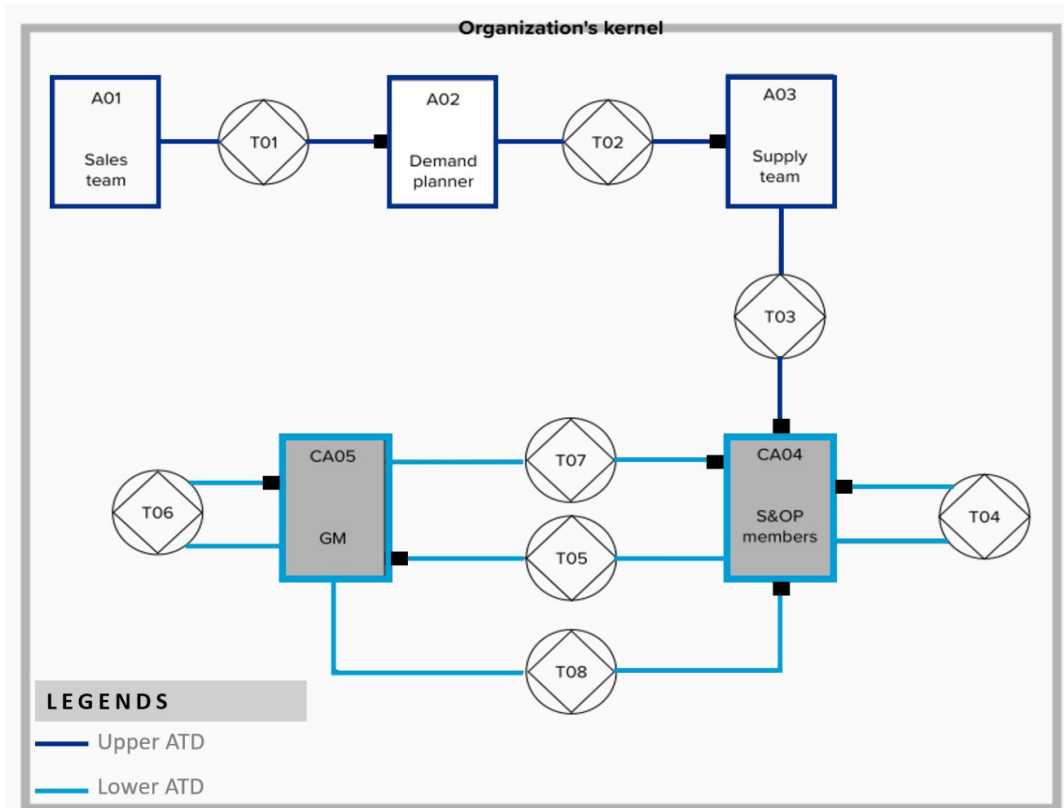 Organization's kernel
A01
Sales
team
T01
A02
Demand
planner
T02
A03
Supply
team
T03
CA05
GM
T06
T07
T05
T08
CA04
S&OP
members
T04
LEGENDS
Upper ATD
Lower ATD